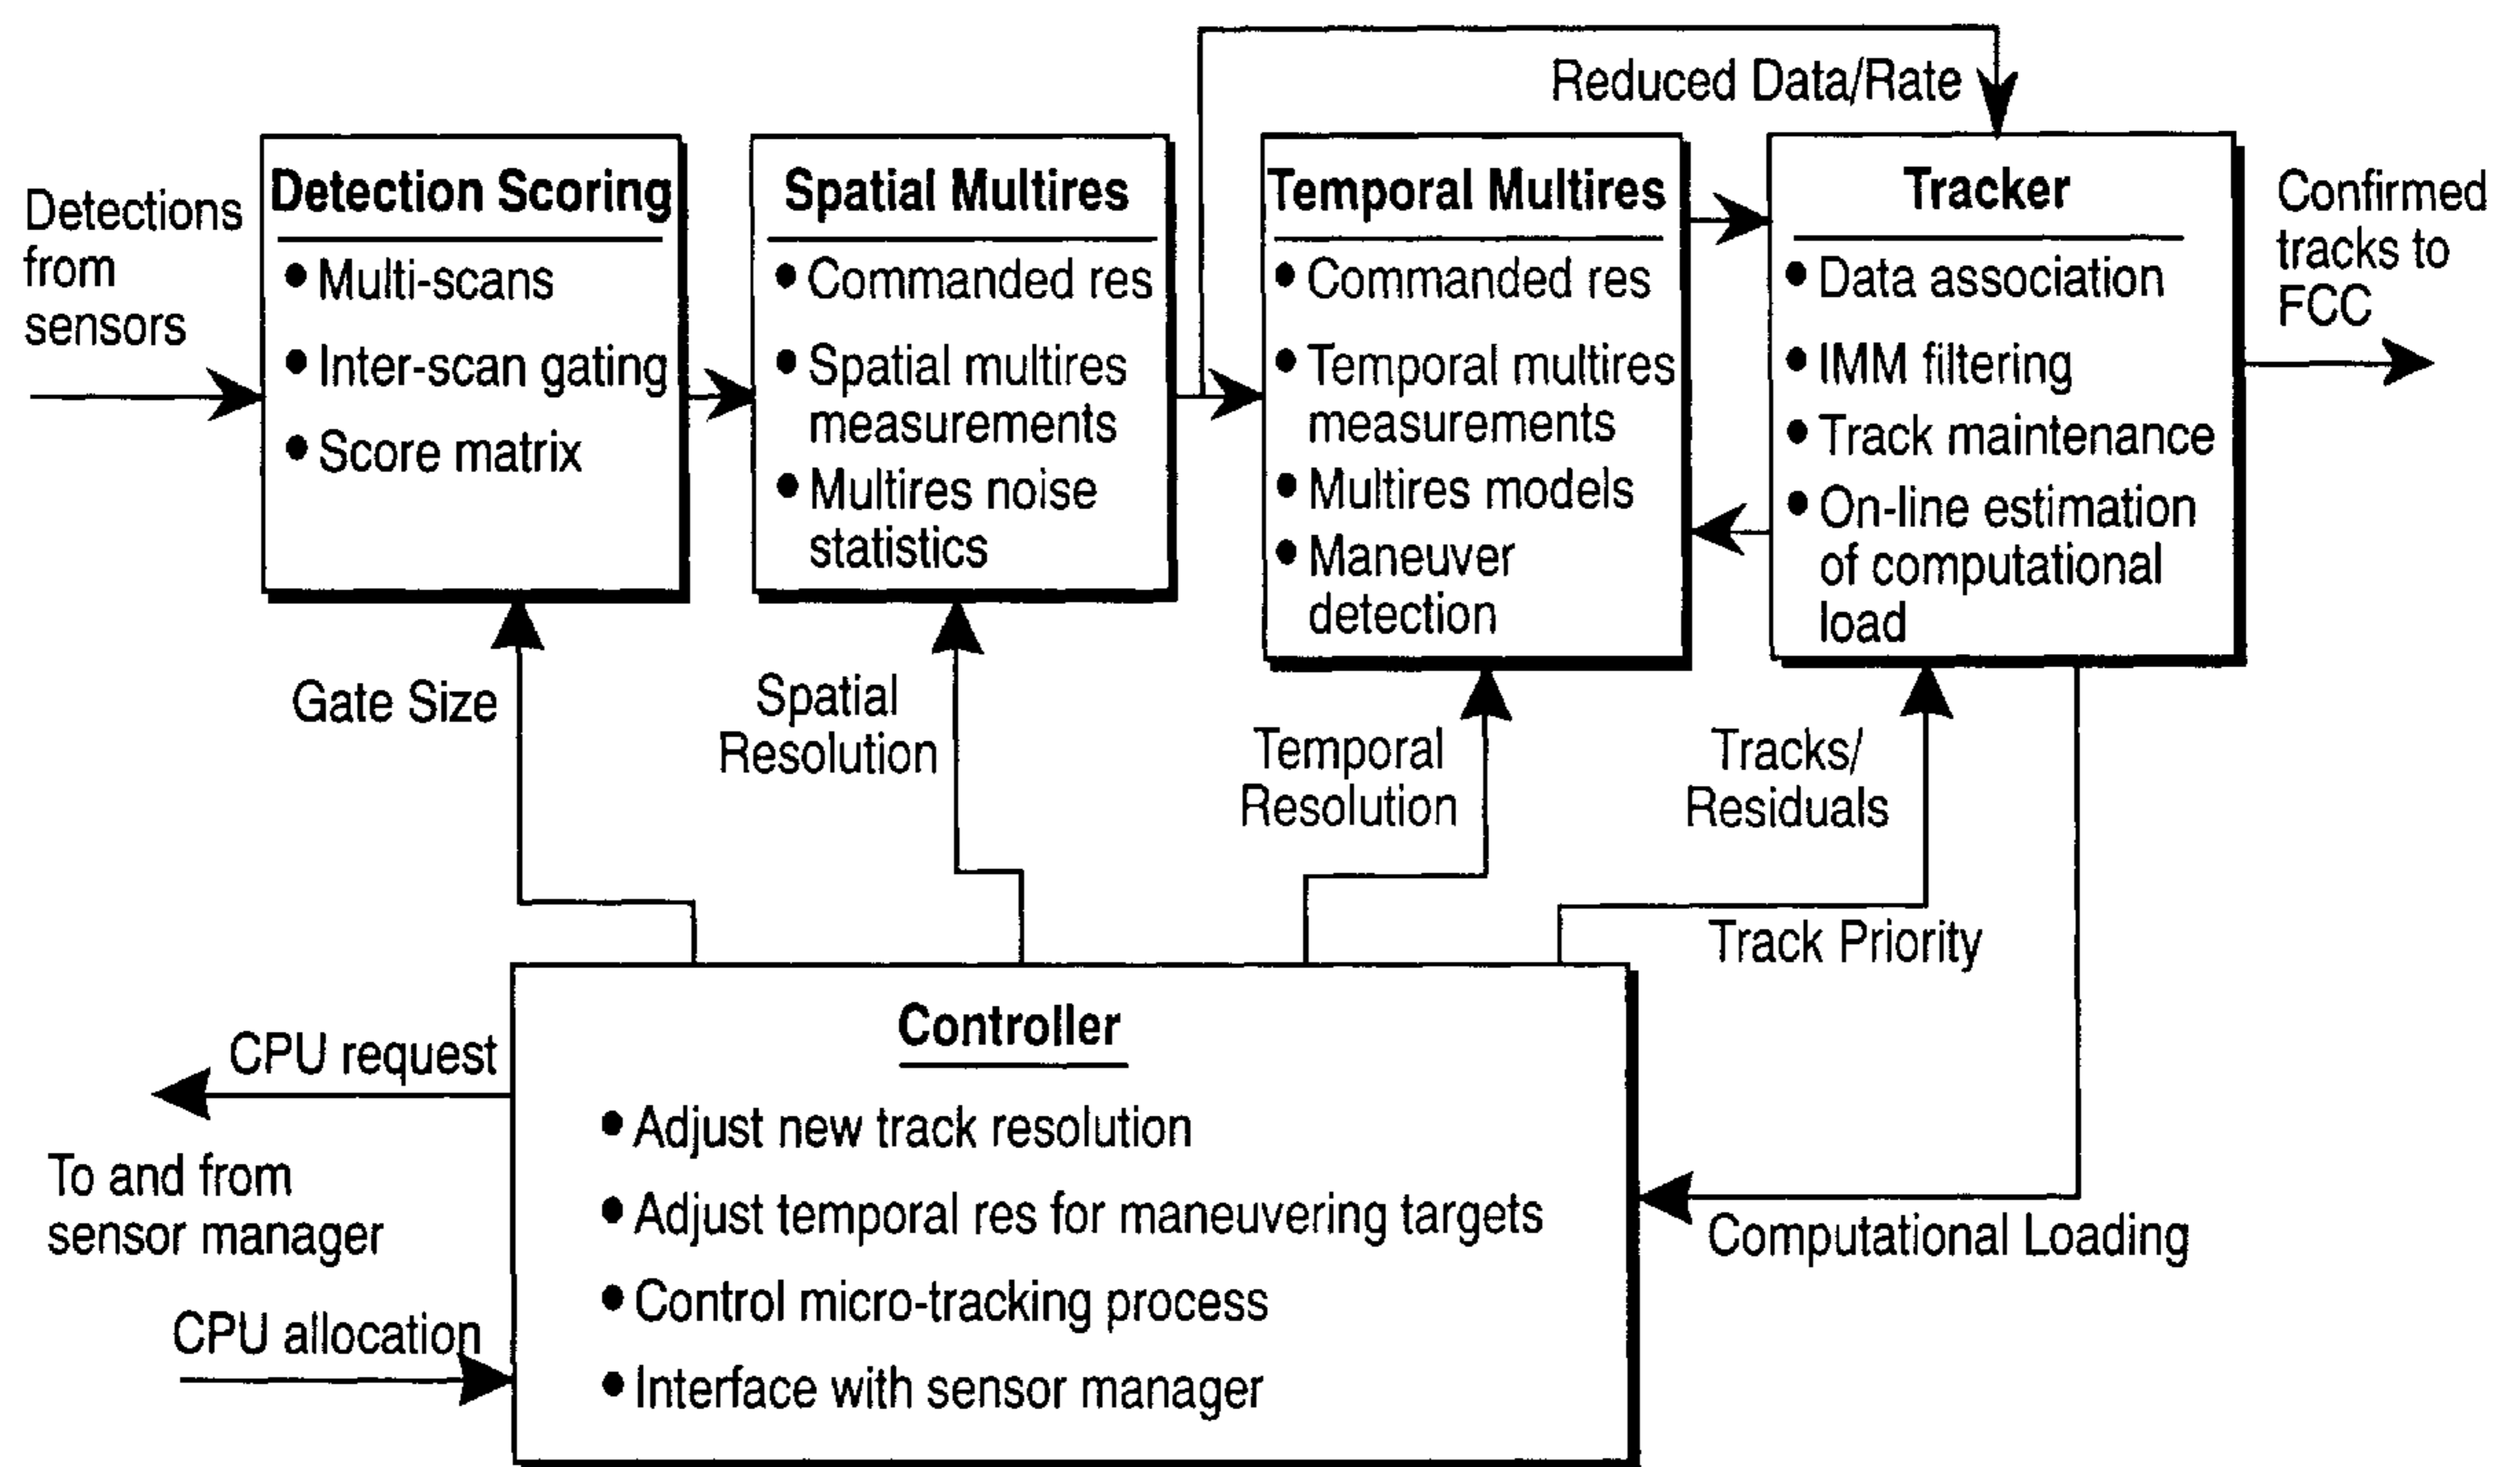 Reduced Data/Rate
Detections
from
sensors
Detection Scoring
● Multi-scans
● Inter-scan gating
● Score matrix
Spatial Multires
● Commanded res
● Spatial multires
measurements
● Multires noise
statistics
Temporal Multires
● Commanded res
● Temporal multires
measurements
● Multires models
● Maneuver
detection
Tracker
● Data association
● IMM filtering
● Track maintenance
● On-line estimation
of computational
load
Confirmed
tracks to
FCC
Gate Size
Spatial
Resolution
Temporal
Resolution
Tracks/
Residuals
Track Priority
CPU request
To and from
sensor manager
CPU allocation
Controller
● Adjust new track resolution
● Adjust temporal res for maneuvering targets
● Control micro-tracking process
● Interface with sensor manager
Computational Loading